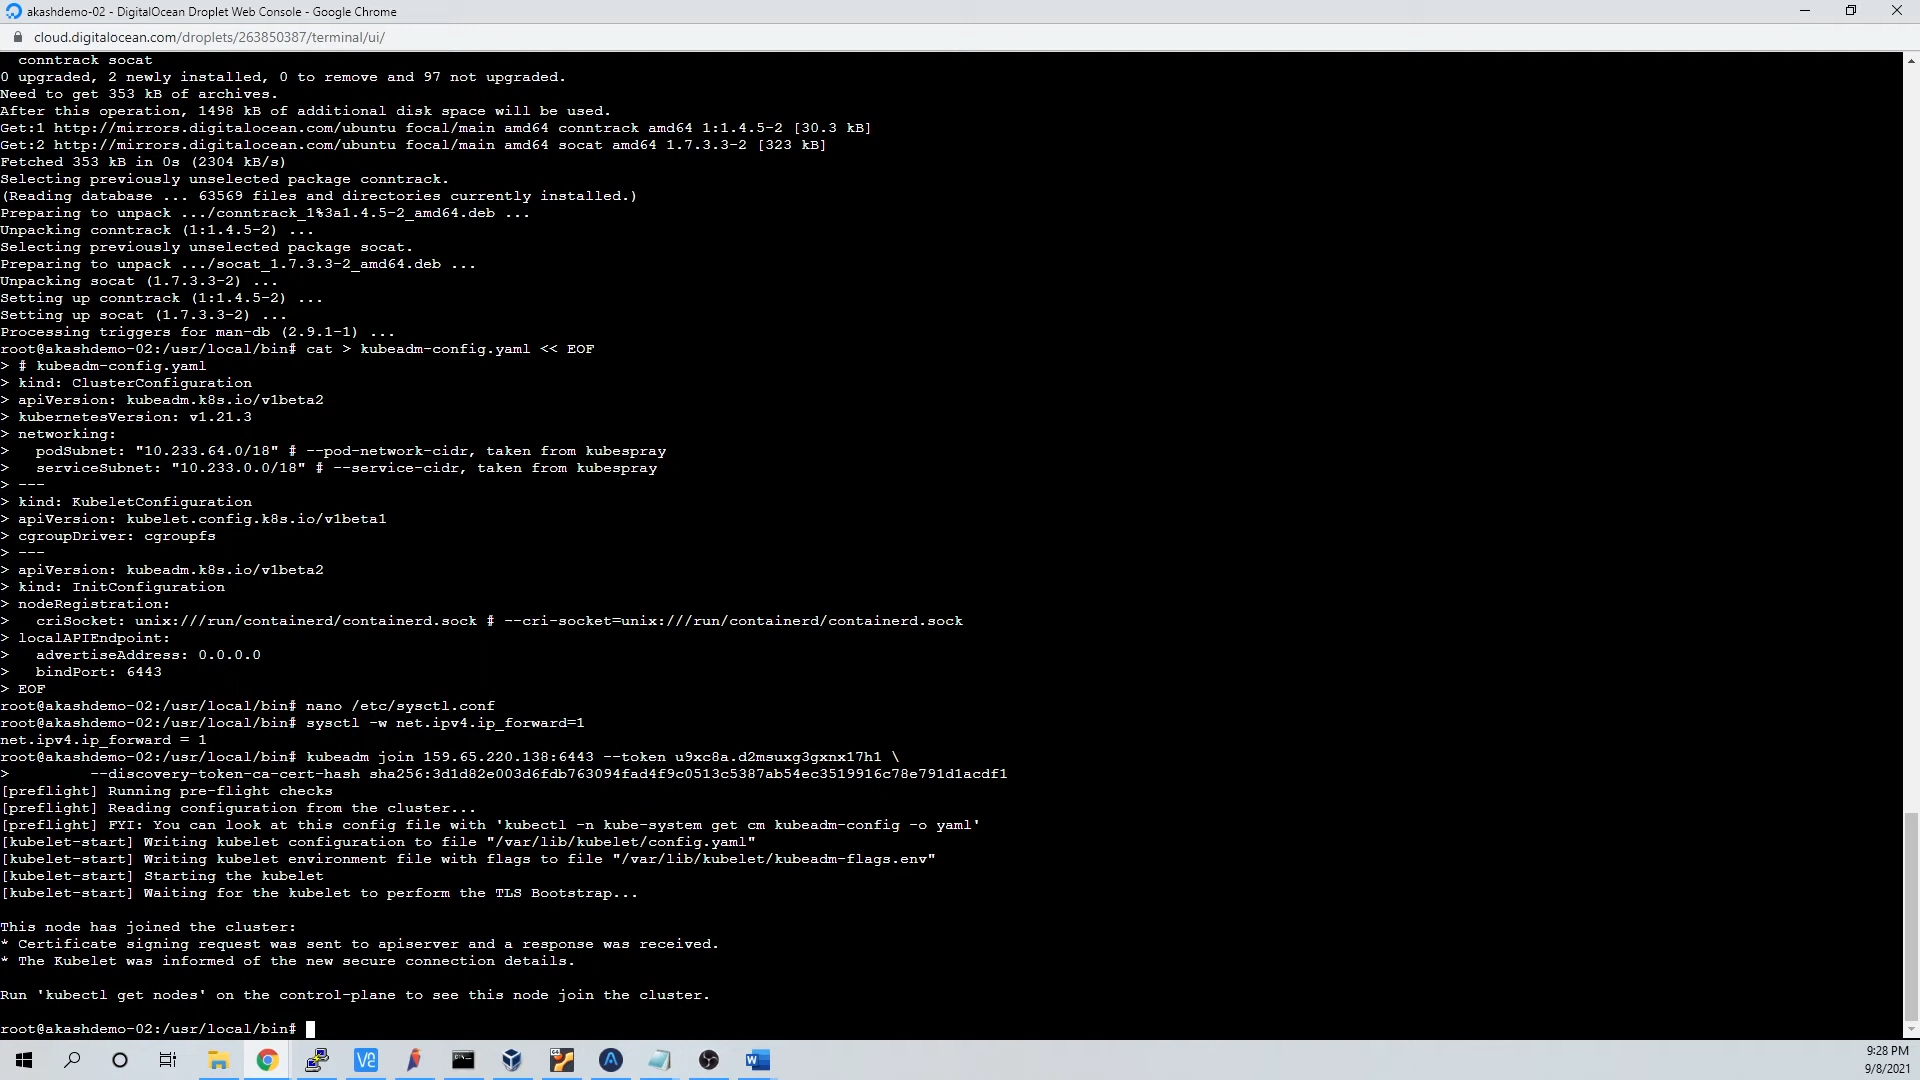 akashdemo-02 - DigitalOcean Droplet Web Console - Google Chrome
cloud.digitalocean.com/droplets/263850387/terminal/ui/
conntrack socat
0 upgraded, 2 newly installed, 0 to remove and 97 not upgraded.
Need to get 353 kB of archives.
After this operation, 1498 kB of additional disk space will be used.
Get:1 http://mirrors.digitalocean.com/ubuntu focal/main amd64 conntrack amd64 1:1.4.5-2 [30.3 kB]
Get:2 http://mirrors.digitalocean.com/ubuntu focal/main amd64 socat amd64 1.7.3.3-2 [323 kB]
Fetched 353 kB in 0s (2304 kB/s)
Selecting previously unselected package conntrack.
(Reading database ... 63569 files and directories currently installed.)
Preparing to unpack .../conntrack_1%3a1.4.5-2_amd64.deb ...
Unpacking conntrack (1:1.4.5-2) ...
Selecting previously unselected package socat.
Preparing to unpack .../socat_1.7.3.3-2_amd64.deb ...
Unpacking socat (1.7.3.3-2) ...
Setting up conntrack (1:1.4.5-2) ...
Setting up socat (1.7.3.3-2) ...
Processing triggers for man-db (2.9.1-1) ...
root@akashdemo-02:/usr/local/bin# cat > kubeadm-config.yaml << EOF
> # kubeadm-config.yaml
> kind: ClusterConfiguration
> apiVersion: kubeadm.k8s.io/v1beta2
> kubernetesVersion: v1.21.3
> networking:
>   podSubnet: "10.233.64.0/18" # --pod-network-cidr, taken from kubespray
>   serviceSubnet: "10.233.0.0/18" # --service-cidr, taken from kubespray
> ---
> kind: KubeletConfiguration
> apiVersion: kubelet.config.k8s.io/v1beta1
> cgroupDriver: cgroupfs
> ---
> apiVersion: kubeadm.k8s.io/v1beta2
> kind: InitConfiguration
> nodeRegistration:
>   criSocket: unix:///run/containerd/containerd.sock # --cri-socket=unix:///run/containerd/containerd.sock
> localAPIEndpoint:
>   advertiseAddress: 0.0.0.0
>   bindPort: 6443
> EOF
root@akashdemo-02:/usr/local/bin# nano /etc/sysctl.conf
root@akashdemo-02:/usr/local/bin# sysctl -w net.ipv4.ip_forward=1
net.ipv4.ip_forward = 1
root@akashdemo-02:/usr/local/bin# kubeadm join 159.65.220.138:6443 --token u9xc8a.d2msuxg3gxnx17h1 \
>         --discovery-token-ca-cert-hash sha256:3d1d82e003d6fdb763094fad4f9c0513c5387ab54ec3519916c78e791d1acdf1
[preflight] Running pre-flight checks
[preflight] Reading configuration from the cluster...
[preflight] FYI: You can look at this config file with 'kubectl -n kube-system get cm kubeadm-config -o yaml'
[kubelet-start] Writing kubelet configuration to file "/var/lib/kubelet/config.yaml"
[kubelet-start] Writing kubelet environment file with flags to file "/var/lib/kubelet/kubeadm-flags.env"
[kubelet-start] Starting the kubelet
[kubelet-start] Waiting for the kubelet to perform the TLS Bootstrap...
This node has joined the cluster:
* Certificate signing request was sent to apiserver and a response was received.
* The Kubelet was informed of the new secure connection details.
Run 'kubectl get nodes' on the control-plane to see this node join the cluster.
root@akashdemo-02:/usr/local/bin#
9:28 PM
9/8/2021